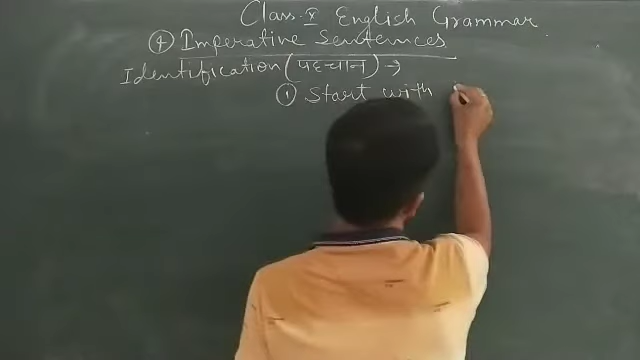 Class-X English Grammar
④ Imperative Sentences
Identification (पहचान) →
① Start with